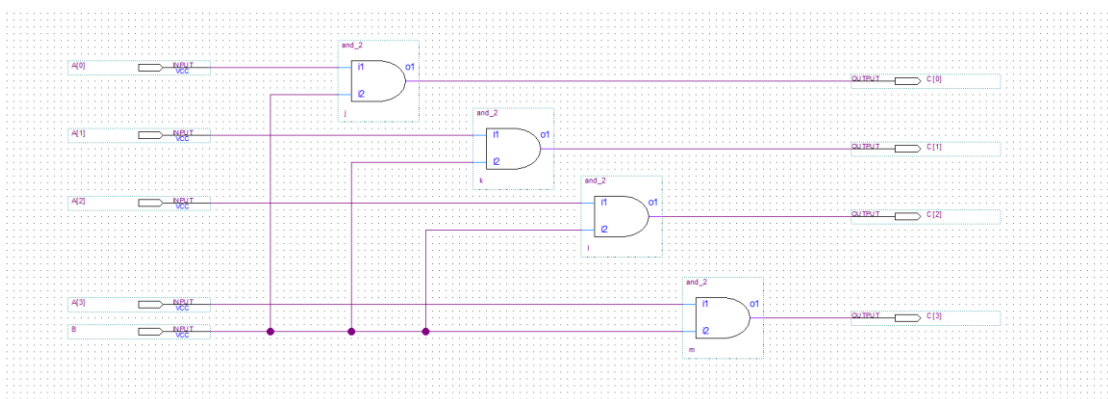 and_2
A[0] INPUT VCC i1 o1 OUTPUT C[0]
i2
j
and_2
A[1] INPUT VCC i1 o1 OUTPUT C[1]
i2
k
and_2
A[2] INPUT VCC i1 o1 OUTPUT C[2]
i2
l
and_2
A[3] INPUT VCC i1 o1 OUTPUT C[3]
B INPUT VCC i2
m